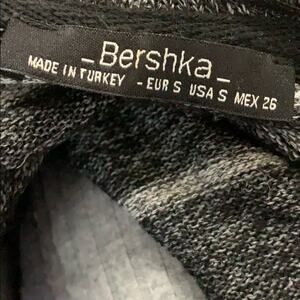 _Bershka_
MADE IN TURKEY - EUR S USA S MEX 26